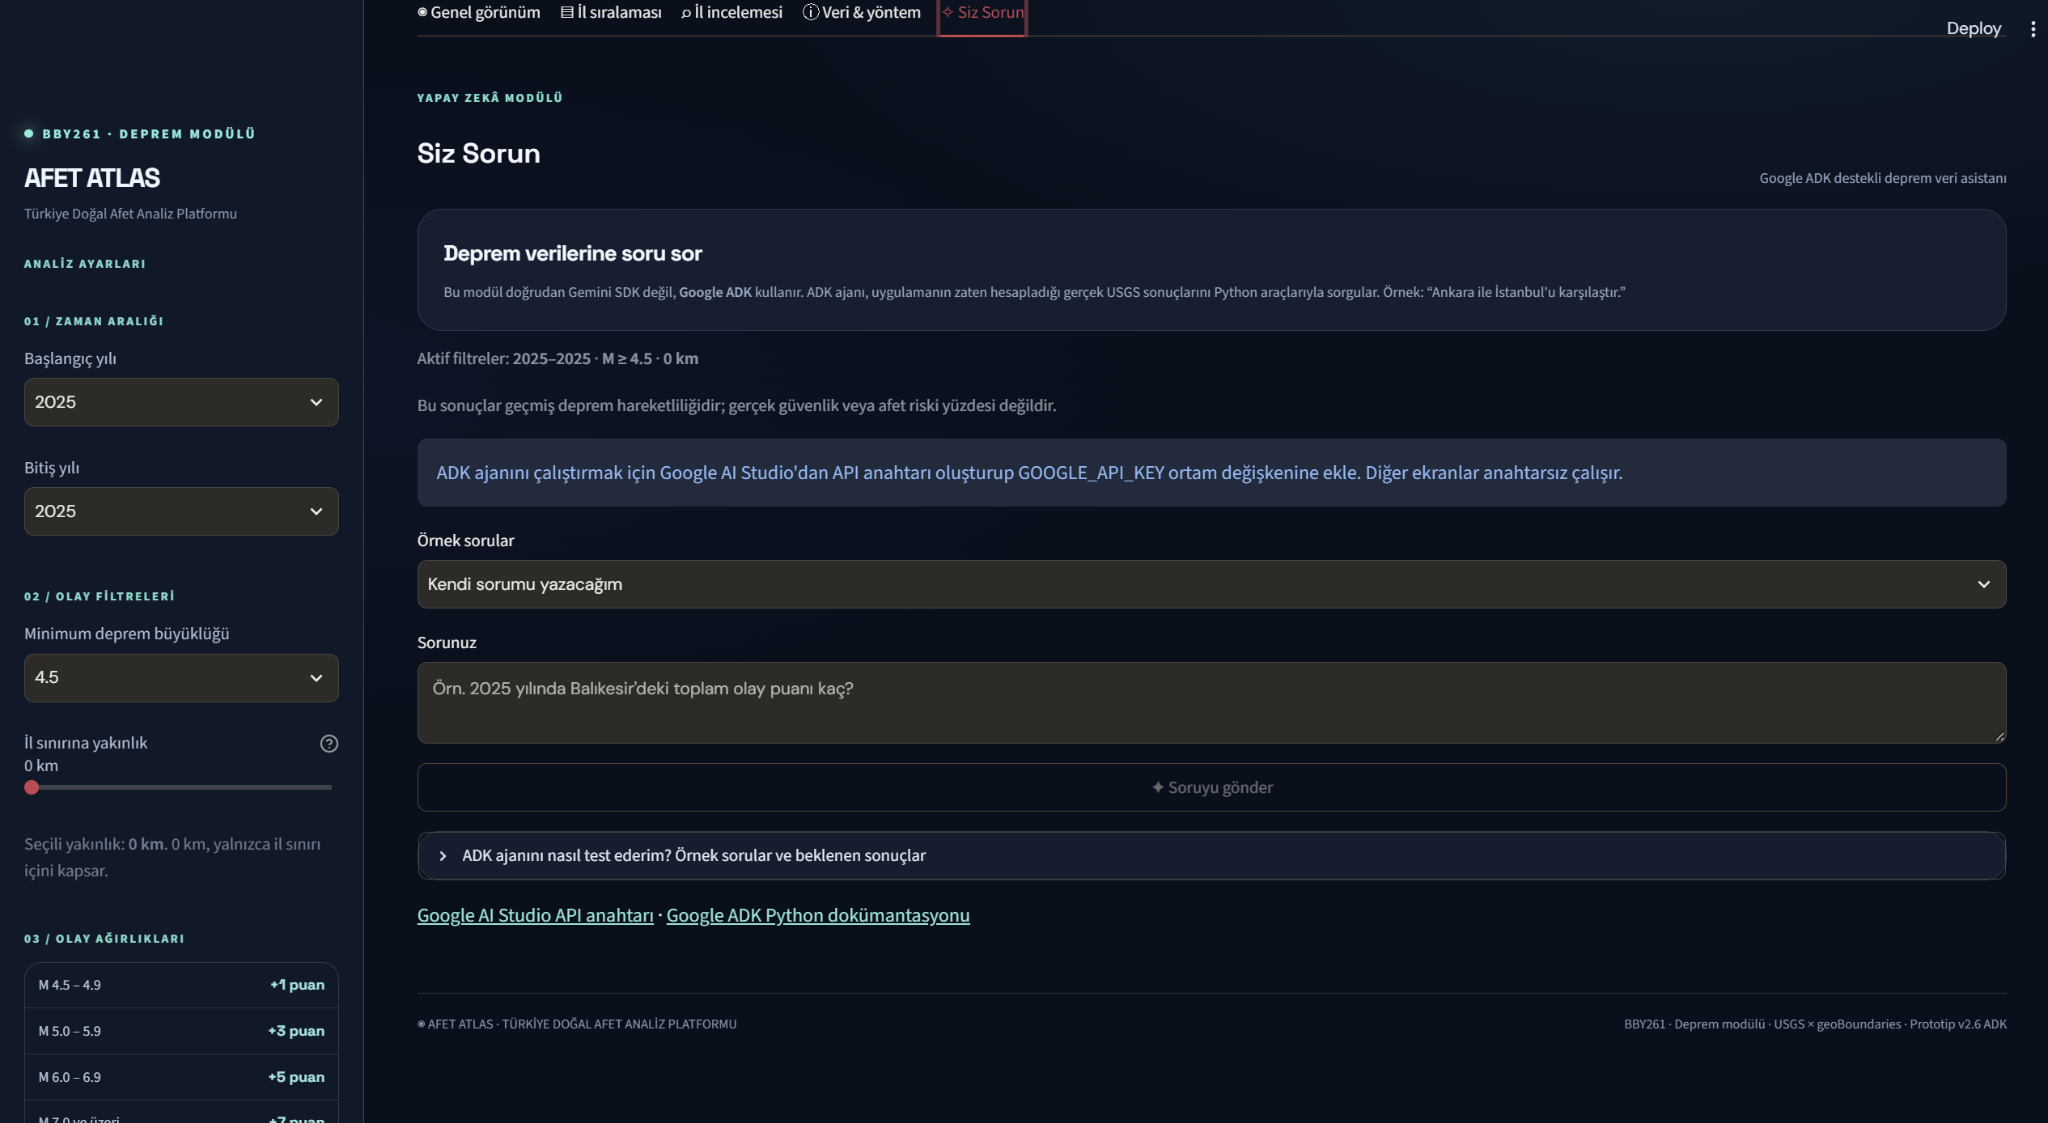 Genel görünüm
İl sıralaması
İl incelemesi
Veri & yöntem
Siz Sorun
Deploy
BBY261 · DEPREM MODÜLÜ
AFET ATLAS
Türkiye Doğal Afet Analiz Platformu
ANALİZ AYARLARI
01 / ZAMAN ARALIĞI
Başlangıç yılı
2025
Bitiş yılı
2025
02 / OLAY FİLTRELERİ
Minimum deprem büyüklüğü
4.5
İl sınırına yakınlık
0 km
Seçili yakınlık: 0 km. 0 km, yalnızca il sınırı
içini kapsar.
03 / OLAY AĞIRLIKLARI
M 4.5 – 4.9 +1 puan
M 5.0 – 5.9 +3 puan
M 6.0 – 6.9 +5 puan
M 7.0 ve üzeri +7 puan
YAPAY ZEKÂ MODÜLÜ
Siz Sorun
Google ADK destekli deprem veri asistanı
Deprem verilerine soru sor
Bu modül doğrudan Gemini SDK değil, Google ADK kullanır. ADK ajanı, uygulamanın zaten hesapladığı gerçek USGS sonuçlarını Python araçlarıyla sorgular. Örnek: “Ankara ile İstanbul'u karşılaştır.”
Aktif filtreler: 2025–2025 · M ≥ 4.5 · 0 km
Bu sonuçlar geçmiş deprem hareketliliğidir; gerçek güvenlik veya afet riski yüzdesi değildir.
ADK ajanını çalıştırmak için Google AI Studio'dan API anahtarı oluşturup GOOGLE_API_KEY ortam değişkenine ekle. Diğer ekranlar anahtarsız çalışır.
Örnek sorular
Kendi sorumu yazacağım
Sorunuz
Örn. 2025 yılında Balıkesir'deki toplam olay puanı kaç?
✦ Soruyu gönder
ADK ajanını nasıl test ederim? Örnek sorular ve beklenen sonuçlar
Google AI Studio API anahtarı · Google ADK Python dokümantasyonu
◉ AFET ATLAS · TÜRKİYE DOĞAL AFET ANALİZ PLATFORMU
BBY261 · Deprem modülü · USGS × geoBoundaries · Prototip v2.6 ADK